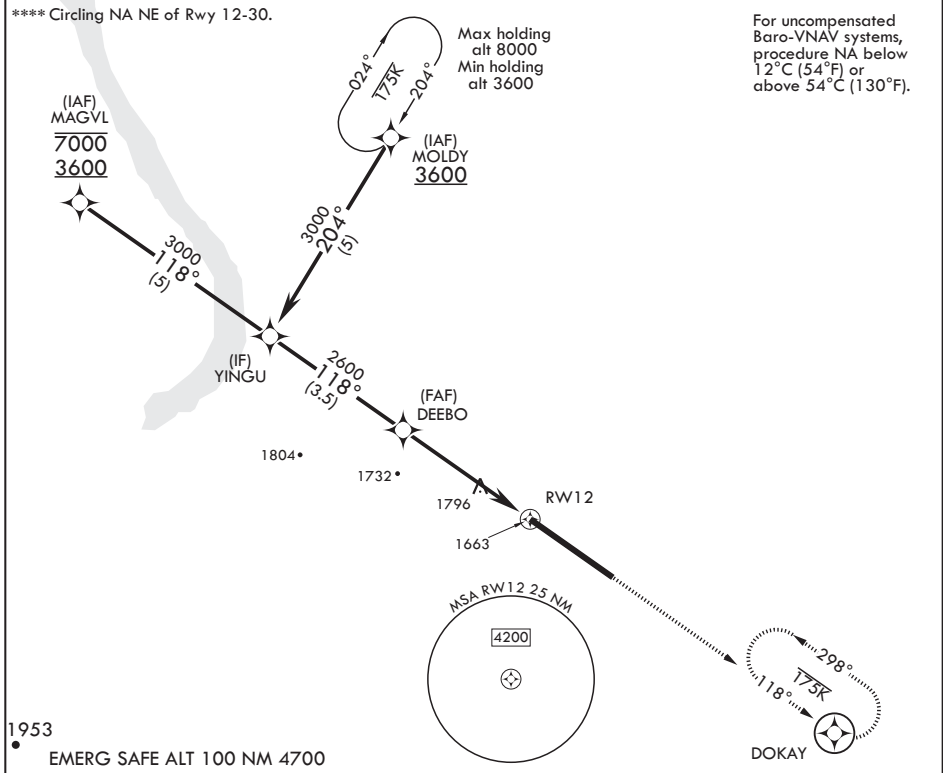 **** Circling NA NE of Rwy 12-30.
Max holding
alt 8000
Min holding
alt 3600
For uncompensated
Baro-VNAV systems,
procedure NA below
12°C (54°F) or
above 54°C (130°F).
024°
175K
204°
(IAF)
MAGVL
7000
3600
(IAF)
MOLDY
3600
3000
204°
(5)
3000
118°
(5)
(IF)
YINGU
2600
118°
(3.5)
(FAF)
DEEBO
1804
1732
1796
RW12
1663
MSA RW12 25 NM
4200
298°
175K
118°
DOKAY
1953
EMERG SAFE ALT 100 NM 4700